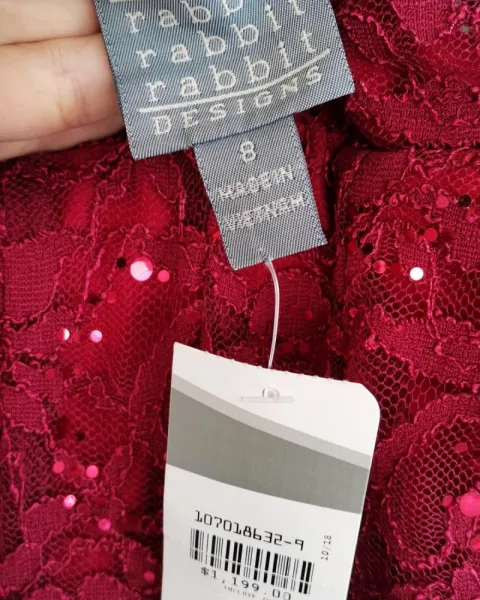 rabbit
rabbit
rabbit
DESIGNS
8
MADE IN
VIETNAM
107018632-9
10/18
$1,199.00